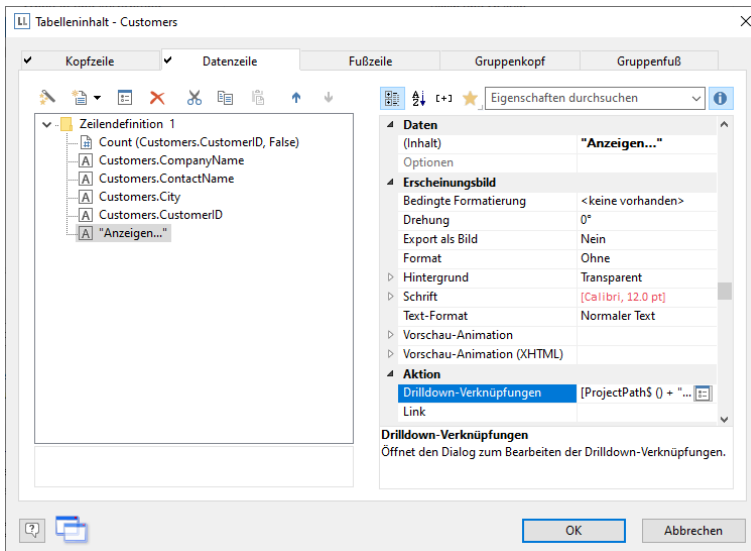 LL Tabelleninhalt - Customers
Kopfzeile Datenzeile Fußzeile Gruppenkopf Gruppenfuß
Eigenschaften durchsuchen
Zeilendefinition 1
Count (Customers.CustomerID, False)
A Customers.CompanyName
A Customers.ContactName
A Customers.City
A Customers.CustomerID
A "Anzeigen..."
Daten
(Inhalt) "Anzeigen..."
Optionen
Erscheinungsbild
Bedingte Formatierung <keine vorhanden>
Drehung 0°
Export als Bild Nein
Format Ohne
Hintergrund Transparent
Schrift [Calibri, 12.0 pt]
Text-Format Normaler Text
Vorschau-Animation
Vorschau-Animation (XHTML)
Aktion
Drilldown-Verknüpfungen [ProjectPath$ () + "...
Link
Drilldown-Verknüpfungen
Öffnet den Dialog zum Bearbeiten der Drilldown-Verknüpfungen.
OK Abbrechen